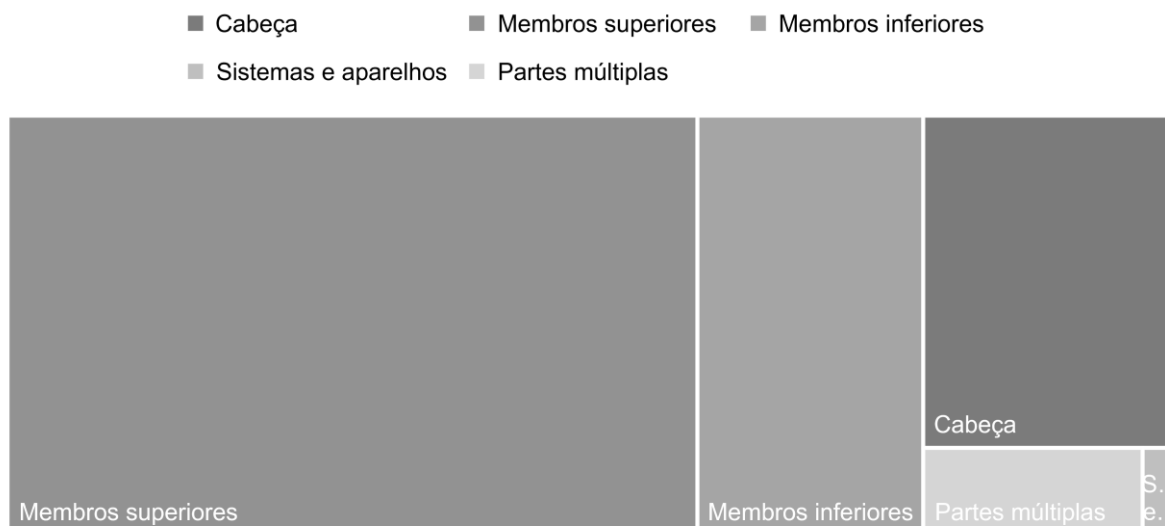 Cabeça
Membros superiores
Membros inferiores
Sistemas e aparelhos
Partes múltiplas
Cabeça
Membros superiores
Membros inferiores
Partes múltiplas
S.
e.